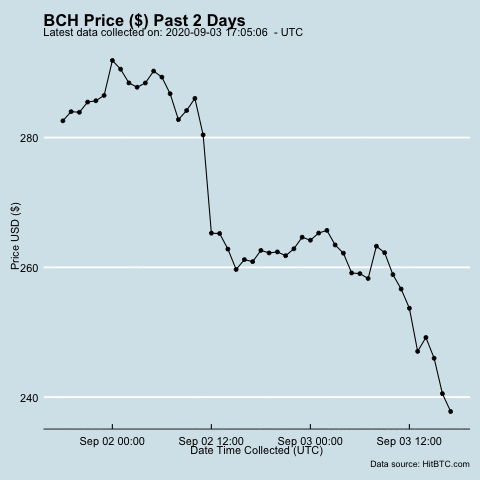 BCH Price ($) Past 2 Days
Latest data collected on: 2020-09-03 17:05:06  - UTC
Price USD ($)
280
260
240
Sep 02 00:00
Sep 02 12:00
Sep 03 00:00
Sep 03 12:00
Date Time Collected (UTC)
Data source: HitBTC.com